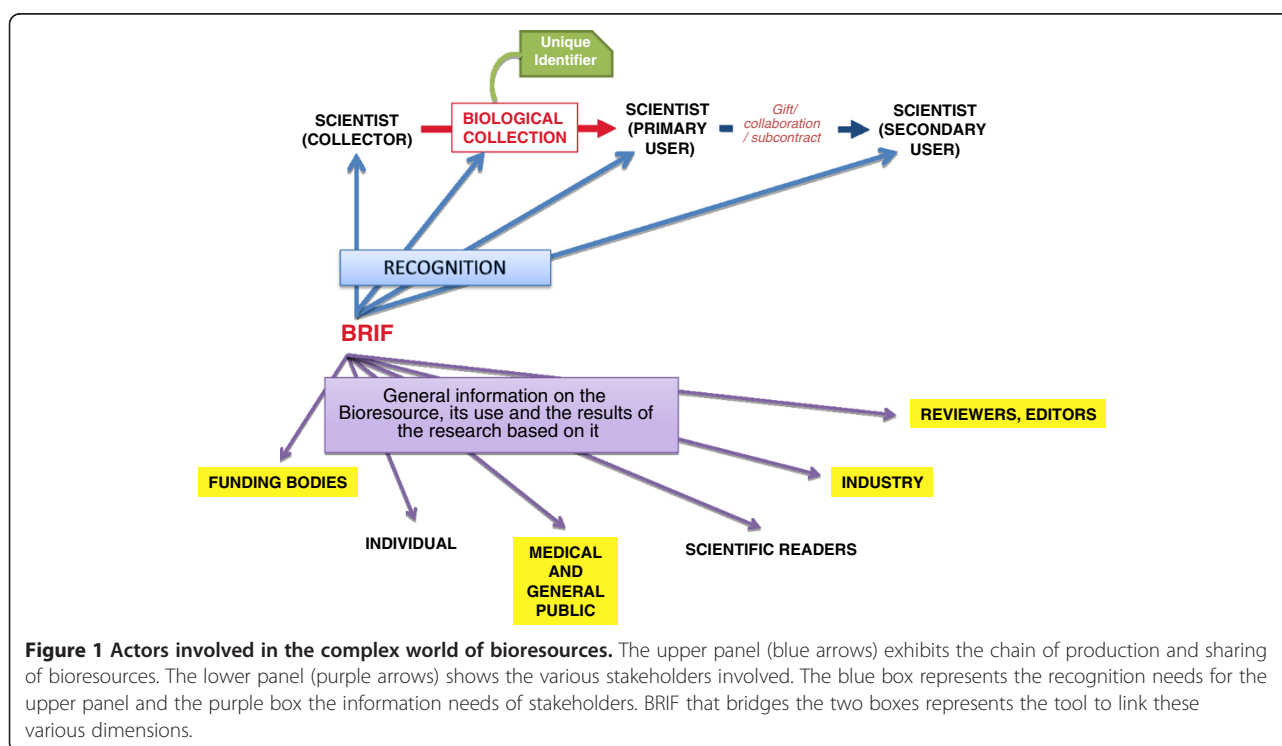 Unique
Identifier
SCIENTIST
(COLLECTOR)
BIOLOGICAL
COLLECTION
SCIENTIST
(PRIMARY
USER)
Gift/
collaboration
/ subcontract
SCIENTIST
(SECONDARY
USER)
RECOGNITION
BRIF
General information on the
Bioresource, its use and the results of
the research based on it
REVIEWERS, EDITORS
FUNDING BODIES
INDUSTRY
INDIVIDUAL
MEDICAL
AND
GENERAL
PUBLIC
SCIENTIFIC READERS
Figure 1 Actors involved in the complex world of bioresources. The upper panel (blue arrows) exhibits the chain of production and sharing
of bioresources. The lower panel (purple arrows) shows the various stakeholders involved. The blue box represents the recognition needs for the
upper panel and the purple box the information needs of stakeholders. BRIF that bridges the two boxes represents the tool to link these
various dimensions.